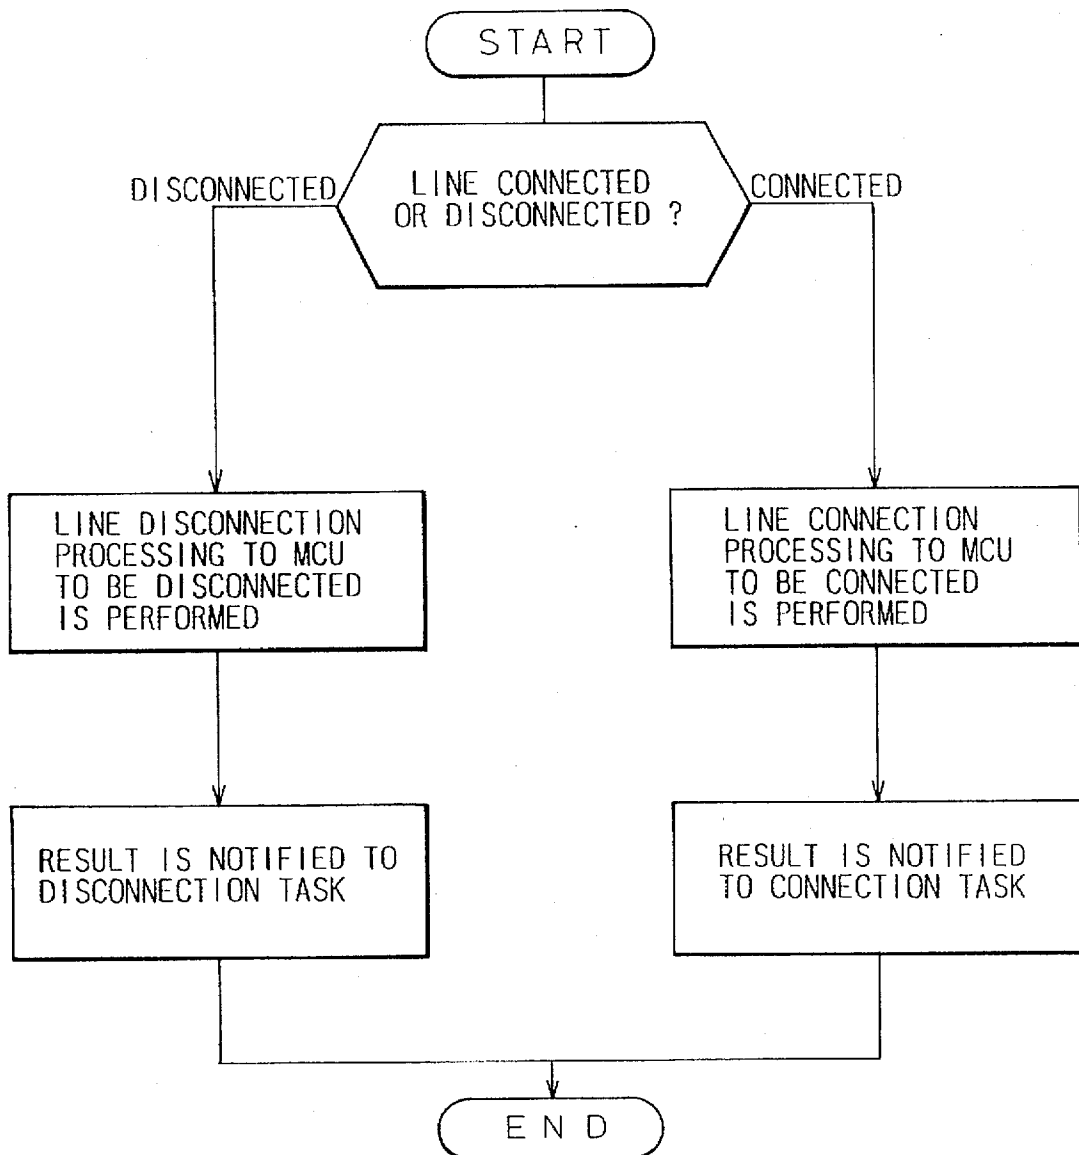 START
LINE CONNECTED
OR DISCONNECTED ?
DISCONNECTED
CONNECTED
LINE DISCONNECTION
PROCESSING TO MCU
TO BE DISCONNECTED
IS PERFORMED
LINE CONNECTION
PROCESSING TO MCU
TO BE CONNECTED
IS PERFORMED
RESULT IS NOTIFIED TO
DISCONNECTION TASK
RESULT IS NOTIFIED
TO CONNECTION TASK
END